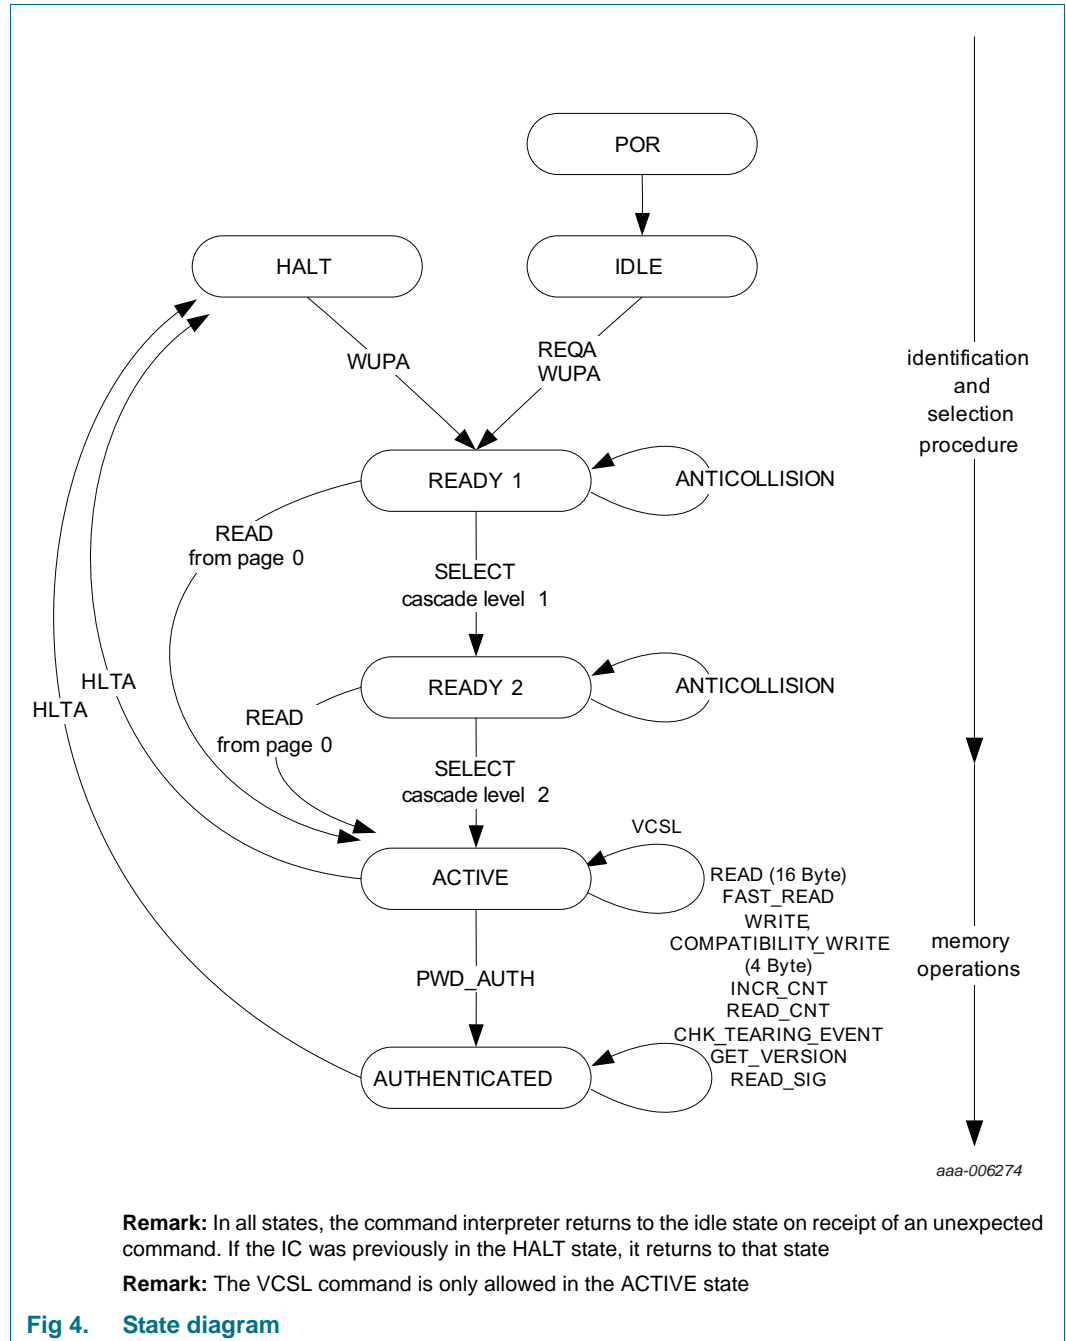 POR
HALT
IDLE
WUPA
REQA
WUPA
identification
and
selection
procedure
READY 1
ANTICOLLISION
READ
from page 0
SELECT
cascade level 1
READY 2
ANTICOLLISION
HLTA
HLTA
READ
from page 0
SELECT
cascade level 2
VCSL
ACTIVE
READ (16 Byte)
FAST_READ
WRITE,
COMPATIBILITY_WRITE
(4 Byte)
INCR_CNT
READ_CNT
CHK_TEARING_EVENT
GET_VERSION
READ_SIG
memory
operations
PWD_AUTH
AUTHENTICATED
aaa-006274
Remark: In all states, the command interpreter returns to the idle state on receipt of an unexpected
command. If the IC was previously in the HALT state, it returns to that state
Remark: The VCSL command is only allowed in the ACTIVE state
Fig 4. State diagram